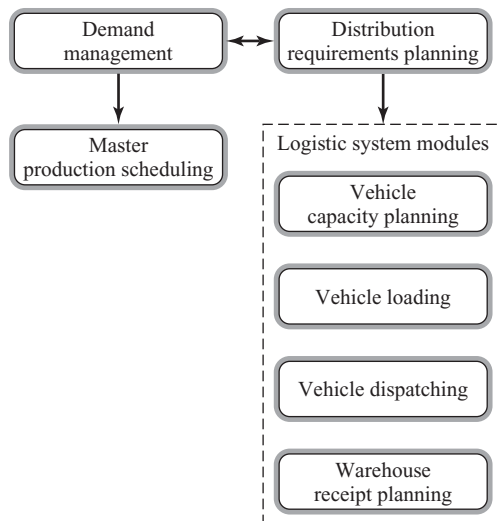 Demand
management
Distribution
requirements planning
Master
production scheduling
Logistic system modules
Vehicle
capacity planning
Vehicle loading
Vehicle dispatching
Warehouse
receipt planning